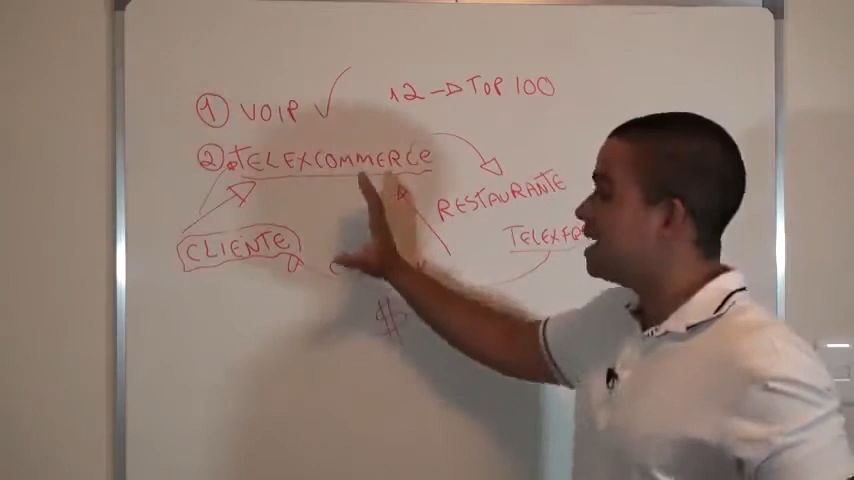 1 VOIP ✓ 12 → TOP 100
2 TELEXCOMMERCE
RESTAURANTE
CLIENTE
$